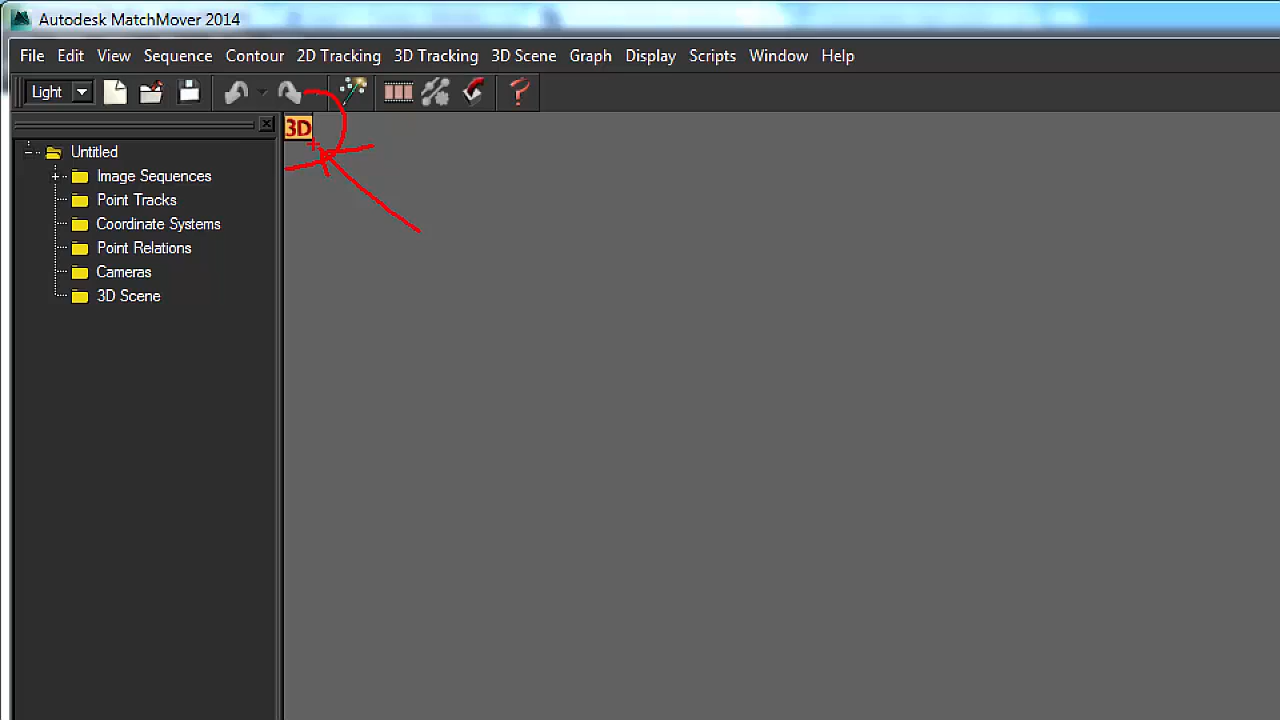 Autodesk MatchMover 2014
File Edit View Sequence Contour 2D Tracking 3D Tracking 3D Scene Graph Display Scripts Window Help
Light
3D
Untitled
Image Sequences
Point Tracks
Coordinate Systems
Point Relations
Cameras
3D Scene